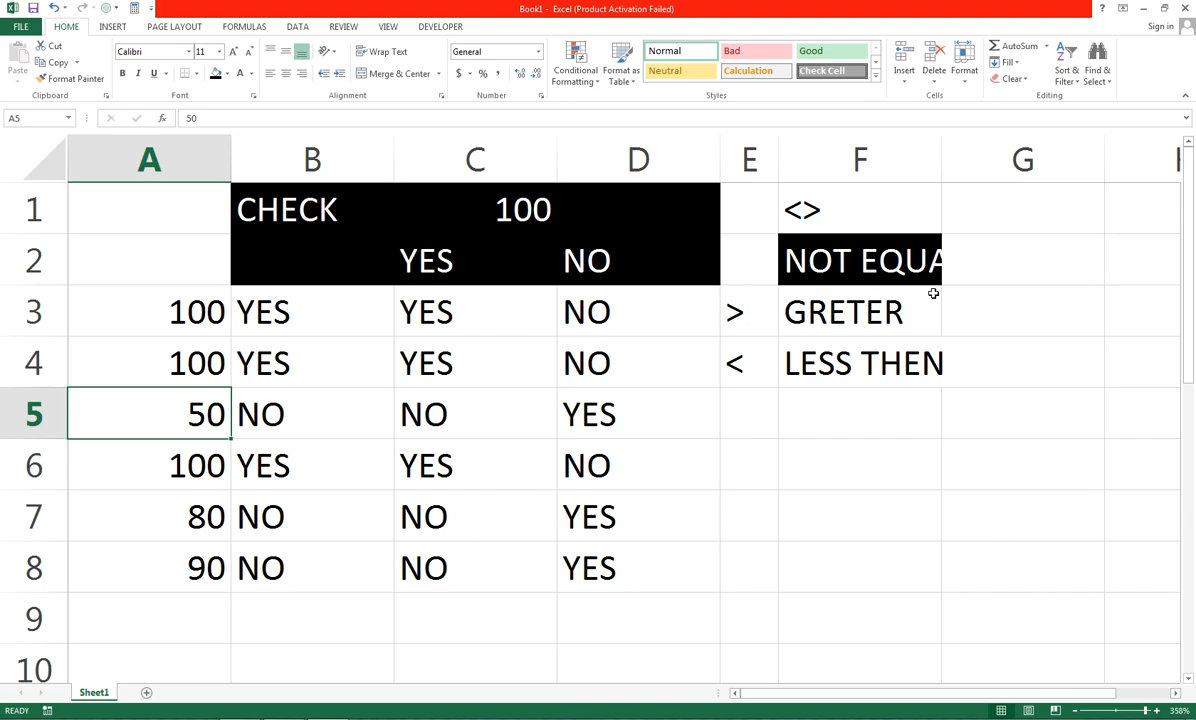 Book1 - Excel (Product Activation Failed)
FILE HOME INSERT PAGE LAYOUT FORMULAS DATA REVIEW VIEW DEVELOPER Sign in
Paste Cut Copy Format Painter Clipboard
Calibri 11 B I U Font
Wrap Text Merge & Center Alignment
General $ % Number
Conditional Formatting Format as Table
Normal Bad Good
Neutral Calculation Check Cell
Styles
Insert Delete Format Cells
AutoSum Fill Clear Sort & Filter Find & Select Editing
A5 fx 50
A B C D E F G
1 CHECK 100 <>
2 YES NO NOT EQUA
3 100 YES YES NO > GRETER
4 100 YES YES NO < LESS THEN
5 50 NO NO YES
6 100 YES YES NO
7 80 NO NO YES
8 90 NO NO YES
9
10
Sheet1
READY 358%